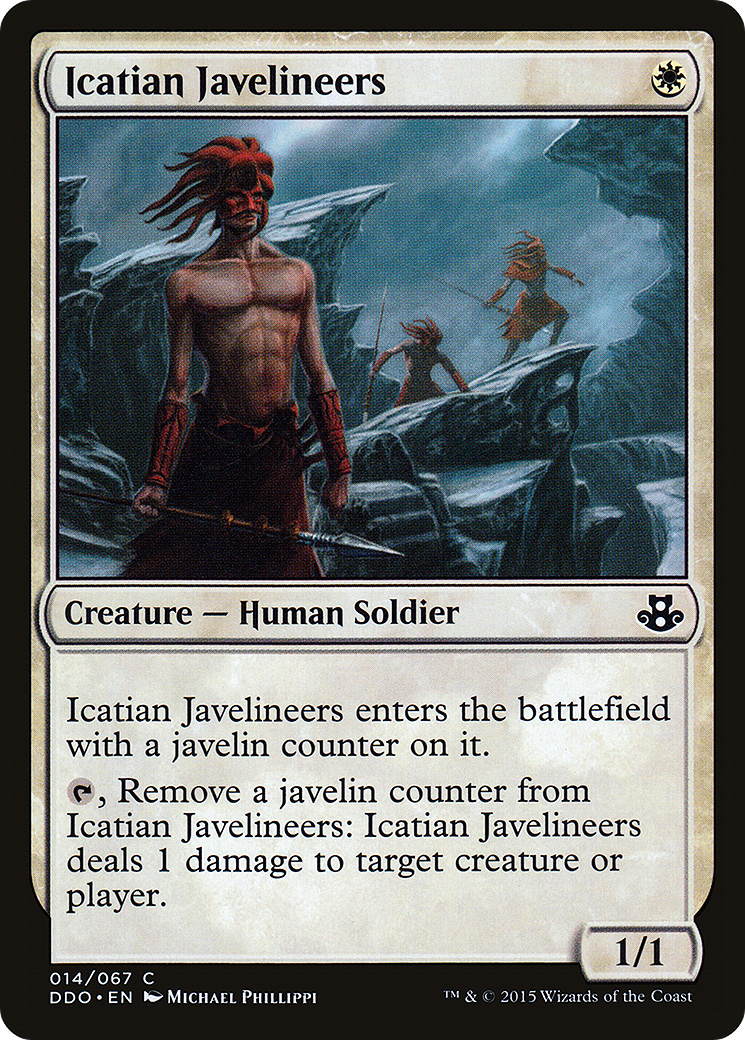 Icatian Javelineers
Creature — Human Soldier
Icatian Javelineers enters the battlefield
with a javelin counter on it.
, Remove a javelin counter from
Icatian Javelineers: Icatian Javelineers
deals 1 damage to target creature or
player.
1/1
014/067 C
DDO • EN Michael Phillippi
™ & © 2015 Wizards of the Coast